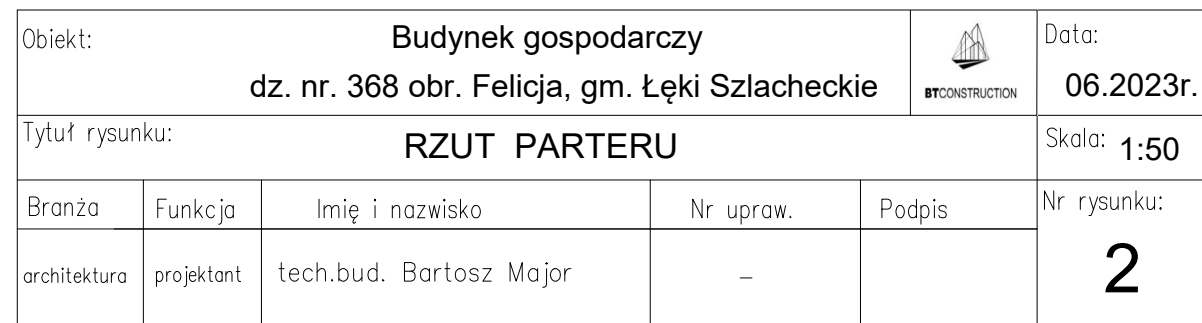 Obiekt: Budynek gospodarczy
dz. nr. 368 obr. Felicja, gm. Łęki Szlacheckie
BTCONSTRUCTION
Data:
06.2023r.
Tytuł rysunku: RZUT PARTERU
Skala: 1:50
Branża Funkcja Imię i nazwisko Nr upraw. Podpis
Nr rysunku:
architektura projektant tech.bud. Bartosz Major –
2